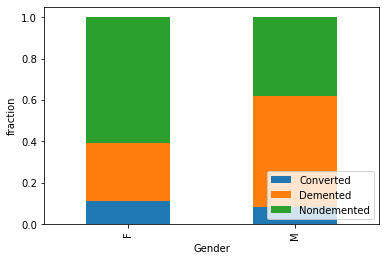 1.0
0.8
0.6
0.4
0.2
0.0
fraction
F
M
Gender
Converted
Demented
Nondemented